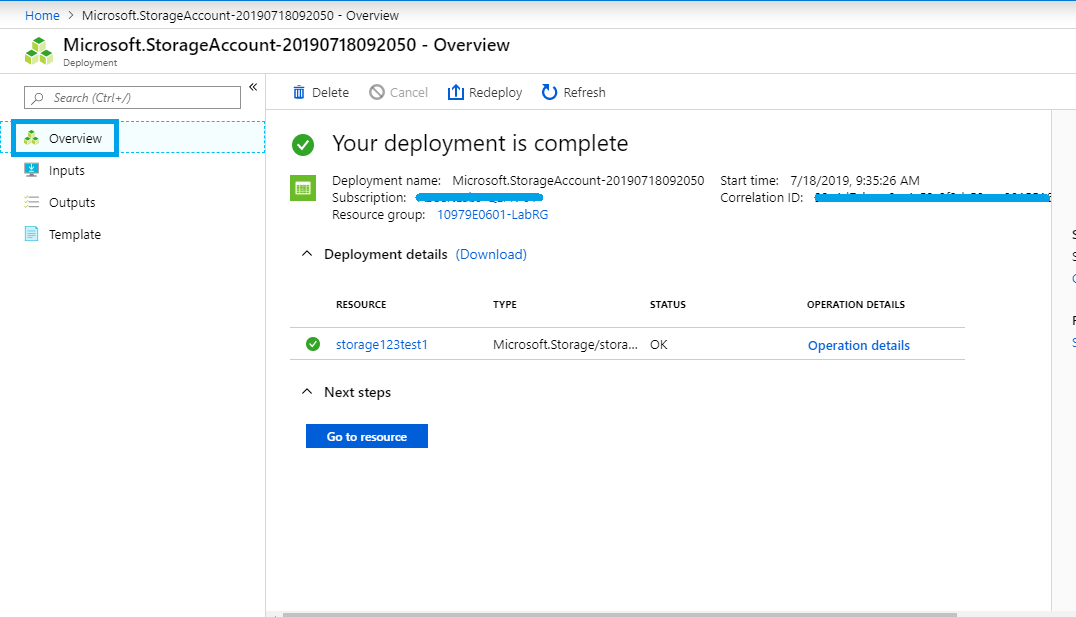 Home > Microsoft.StorageAccount-20190718092050 - Overview
Microsoft.StorageAccount-20190718092050 - Overview
Deployment
Search (Ctrl+/)
«
Delete
Cancel
Redeploy
Refresh
Overview
Inputs
Outputs
Template
Your deployment is complete
Deployment name: Microsoft.StorageAccount-20190718092050
Subscription:
Resource group: 10979E0601-LabRG
Start time: 7/18/2019, 9:35:26 AM
Correlation ID:
Deployment details (Download)
RESOURCE TYPE STATUS OPERATION DETAILS
storage123test1 Microsoft.Storage/stora... OK Operation details
Next steps
Go to resource